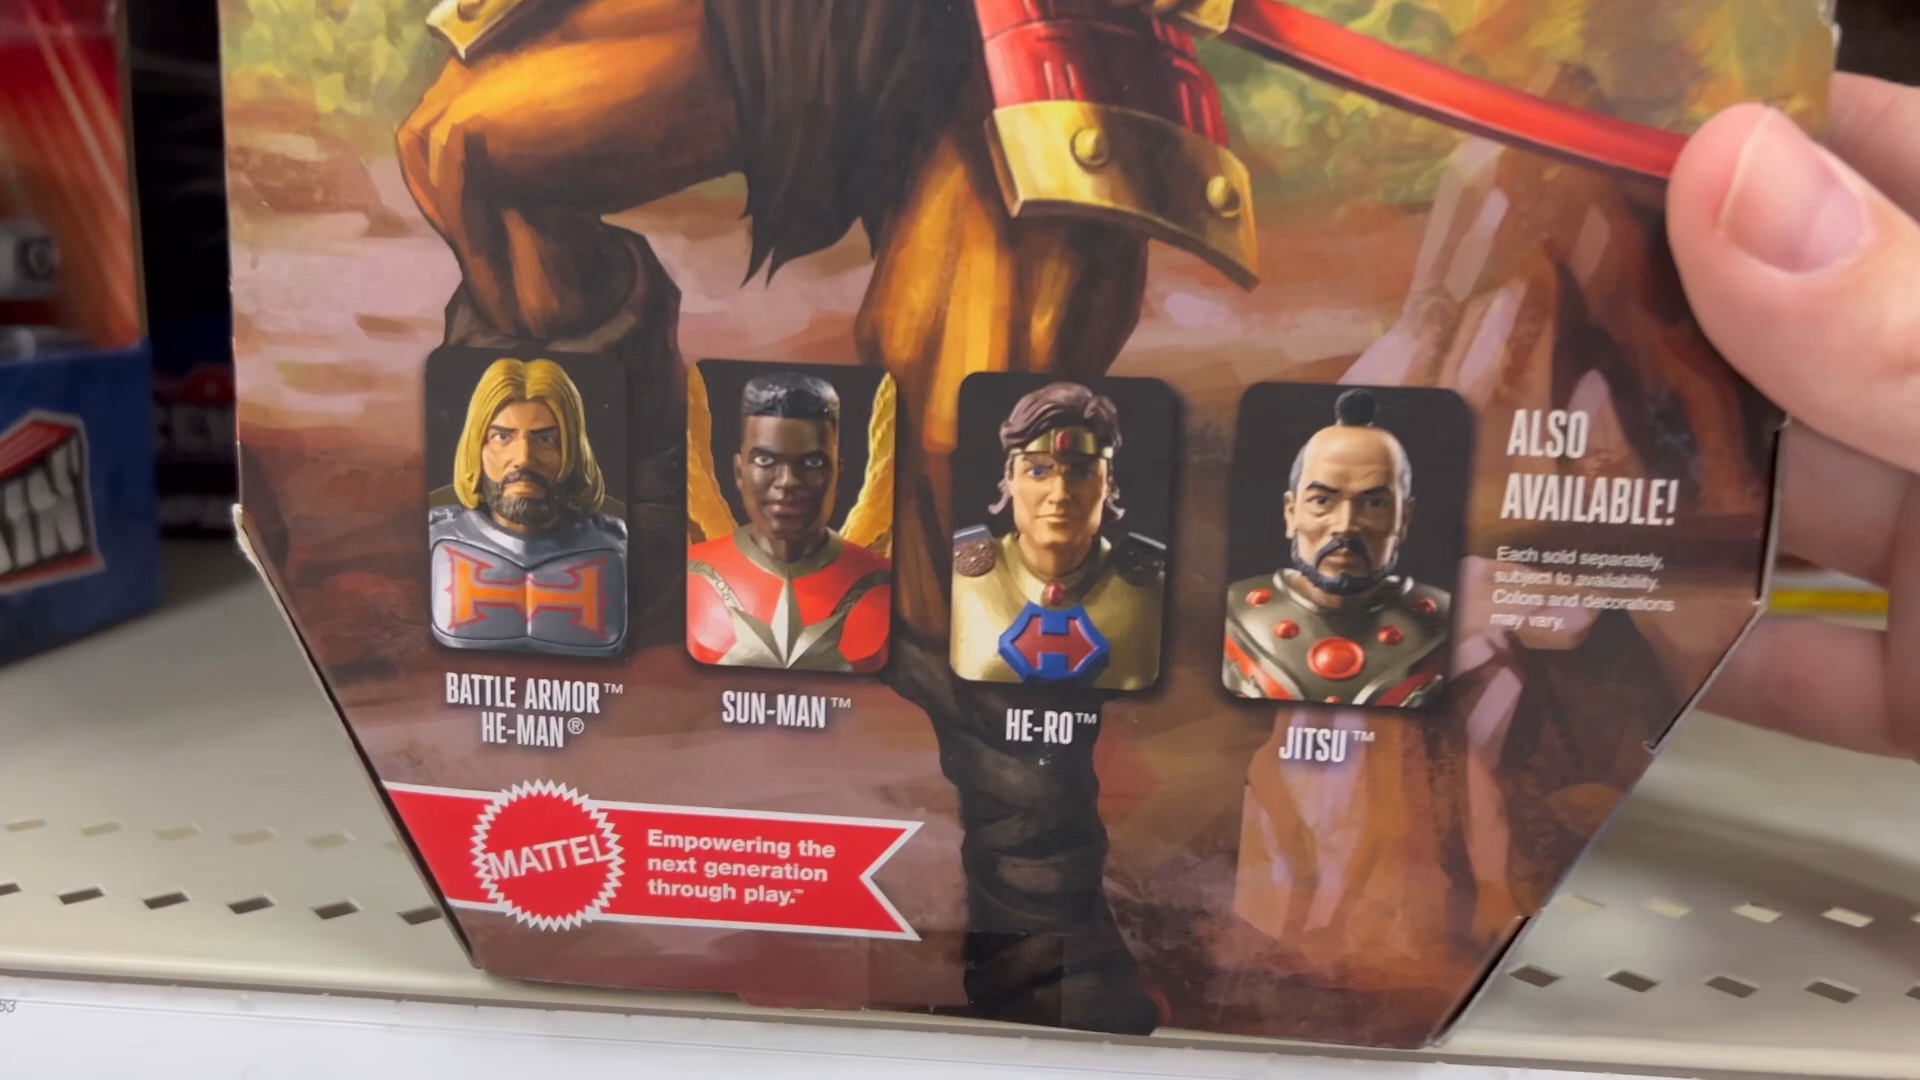 BATTLE ARMOR™
HE-MAN®
SUN-MAN™
HE-RO™
JITSU™
ALSO
AVAILABLE!
Each sold separately,
subject to availability.
Colors and decorations
may vary.
MATTEL
Empowering the
next generation
through play.™